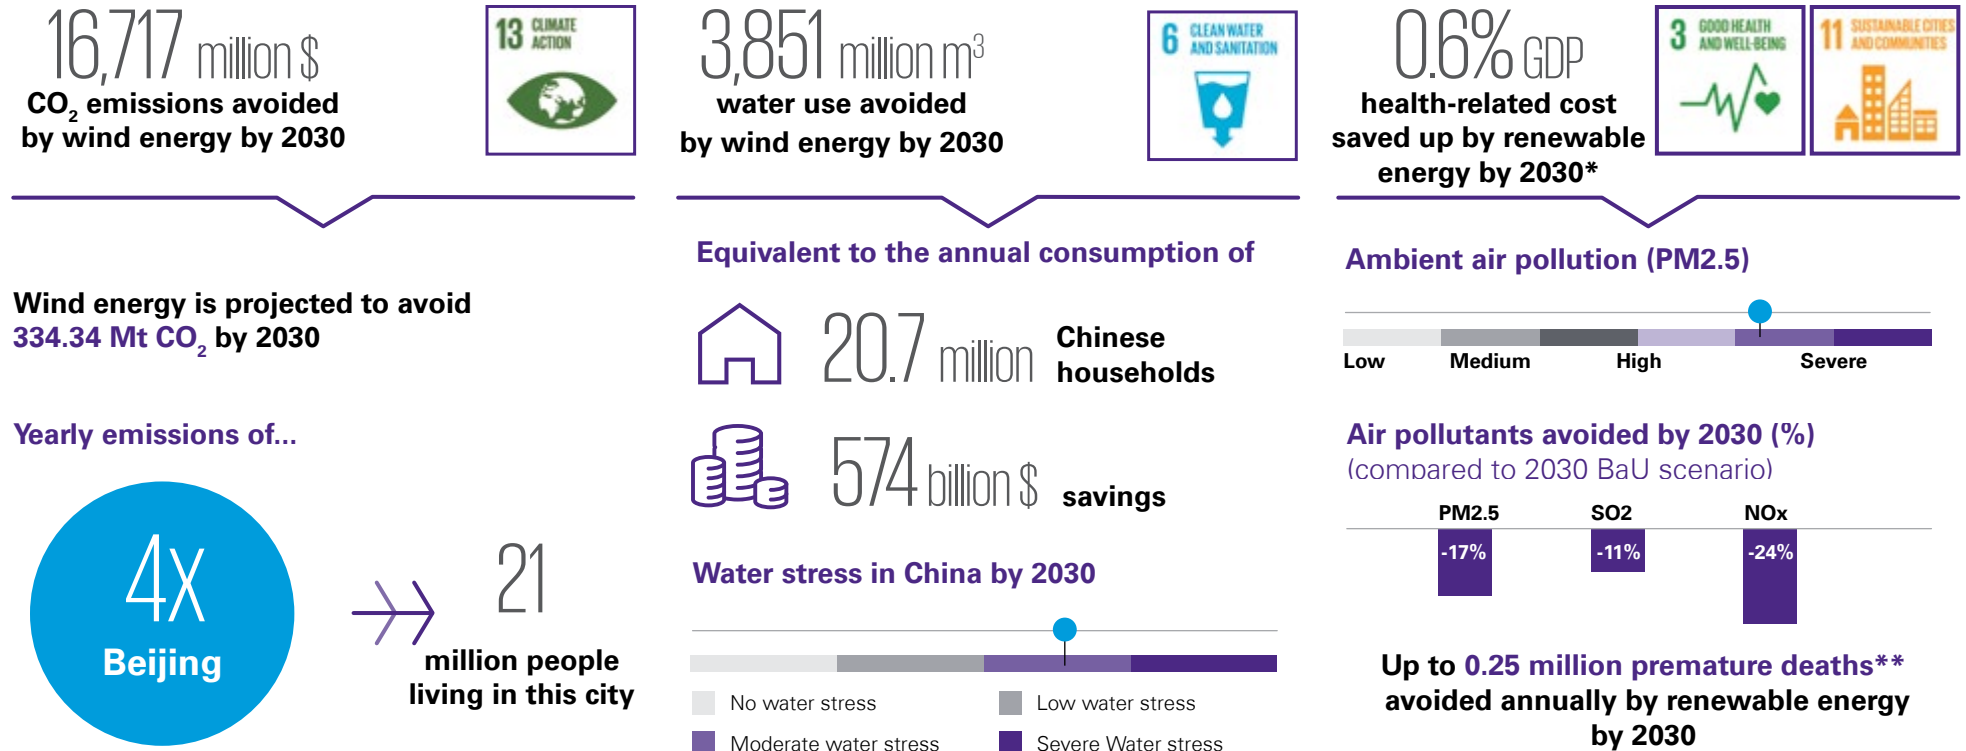 16,717 million $
CO2 emissions avoided
by wind energy by 2030
13 CLIMATE
ACTION
Wind energy is projected to avoid
334.34 Mt CO2 by 2030
Yearly emissions of...
4X
Beijing
21
million people
living in this city
3,851 million m³
water use avoided
by wind energy by 2030
6 CLEAN WATER
AND SANITATION
Equivalent to the annual consumption of
20.7 million Chinese
households
574 billion $ savings
Water stress in China by 2030
No water stress
Low water stress
Moderate water stress
Severe Water stress
0.6% GDP
health-related cost
saved up by renewable
energy by 2030*
3 GOOD HEALTH
AND WELL-BEING
11 SUSTAINABLE CITIES
AND COMMUNITIES
Ambient air pollution (PM2.5)
Low Medium High Severe
Air pollutants avoided by 2030 (%)
(compared to 2030 BaU scenario)
PM2.5 SO2 NOx
-17% -11% -24%
Up to 0.25 million premature deaths**
avoided annually by renewable energy
by 2030